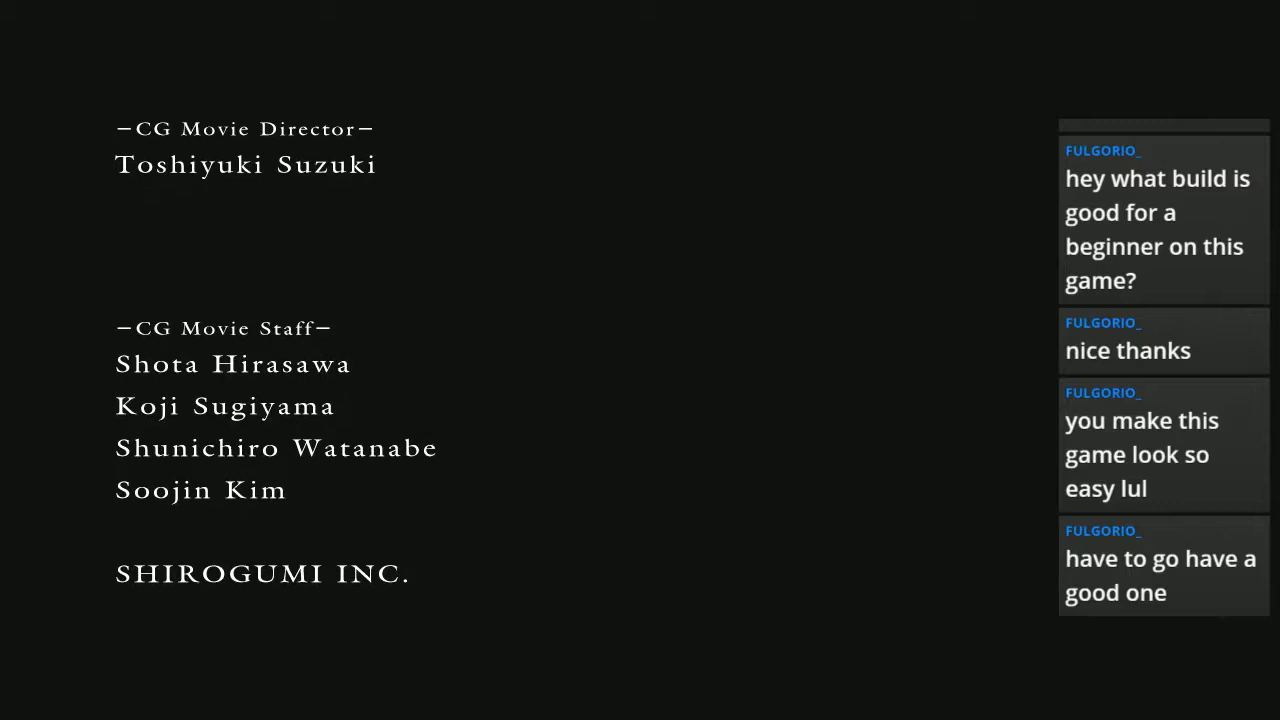 —CG Movie Director—
Toshiyuki Suzuki
—CG Movie Staff—
Shota Hirasawa
Koji Sugiyama
Shunichiro Watanabe
Soojin Kim
SHIROGUMI INC.
FULGORIO_
hey what build is
good for a
beginner on this
game?
FULGORIO_
nice thanks
FULGORIO_
you make this
game look so
easy lul
FULGORIO_
have to go have a
good one